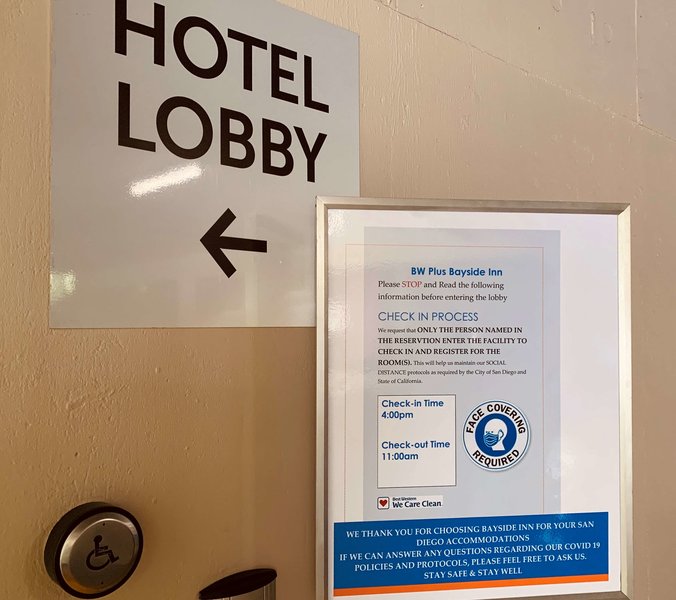 HOTEL
LOBBY
BW Plus Bayside Inn
Please STOP and Read the following
information before entering the lobby
CHECK IN PROCESS
We request that ONLY THE PERSON NAMED IN
THE RESERVTION ENTER THE FACILITY TO
CHECK IN AND REGISTER FOR THE
ROOM(S). This will help us maintain our SOCIAL
DISTANCE protocols as required by the City of San Diego and
State of California.
Check-in Time
4:00pm
Check-out Time
11:00am
FACE COVERING
REQUIRED
Best Western
We Care Clean
WE THANK YOU FOR CHOOSING BAYSIDE INN FOR YOUR SAN
DIEGO ACCOMMODATIONS
IF WE CAN ANSWER ANY QUESTIONS REGARDING OUR COVID 19
POLICIES AND PROTOCOLS, PLEASE FEEL FREE TO ASK US.
STAY SAFE & STAY WELL